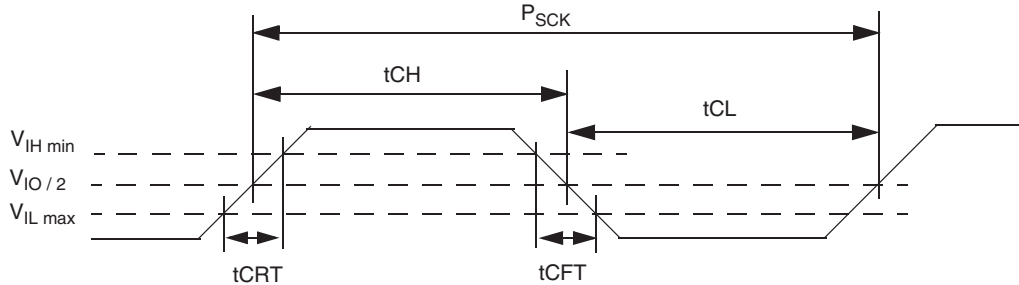 PSCK
tCH
tCL
VIH min
VIO / 2
VIL max
tCRT
tCFT